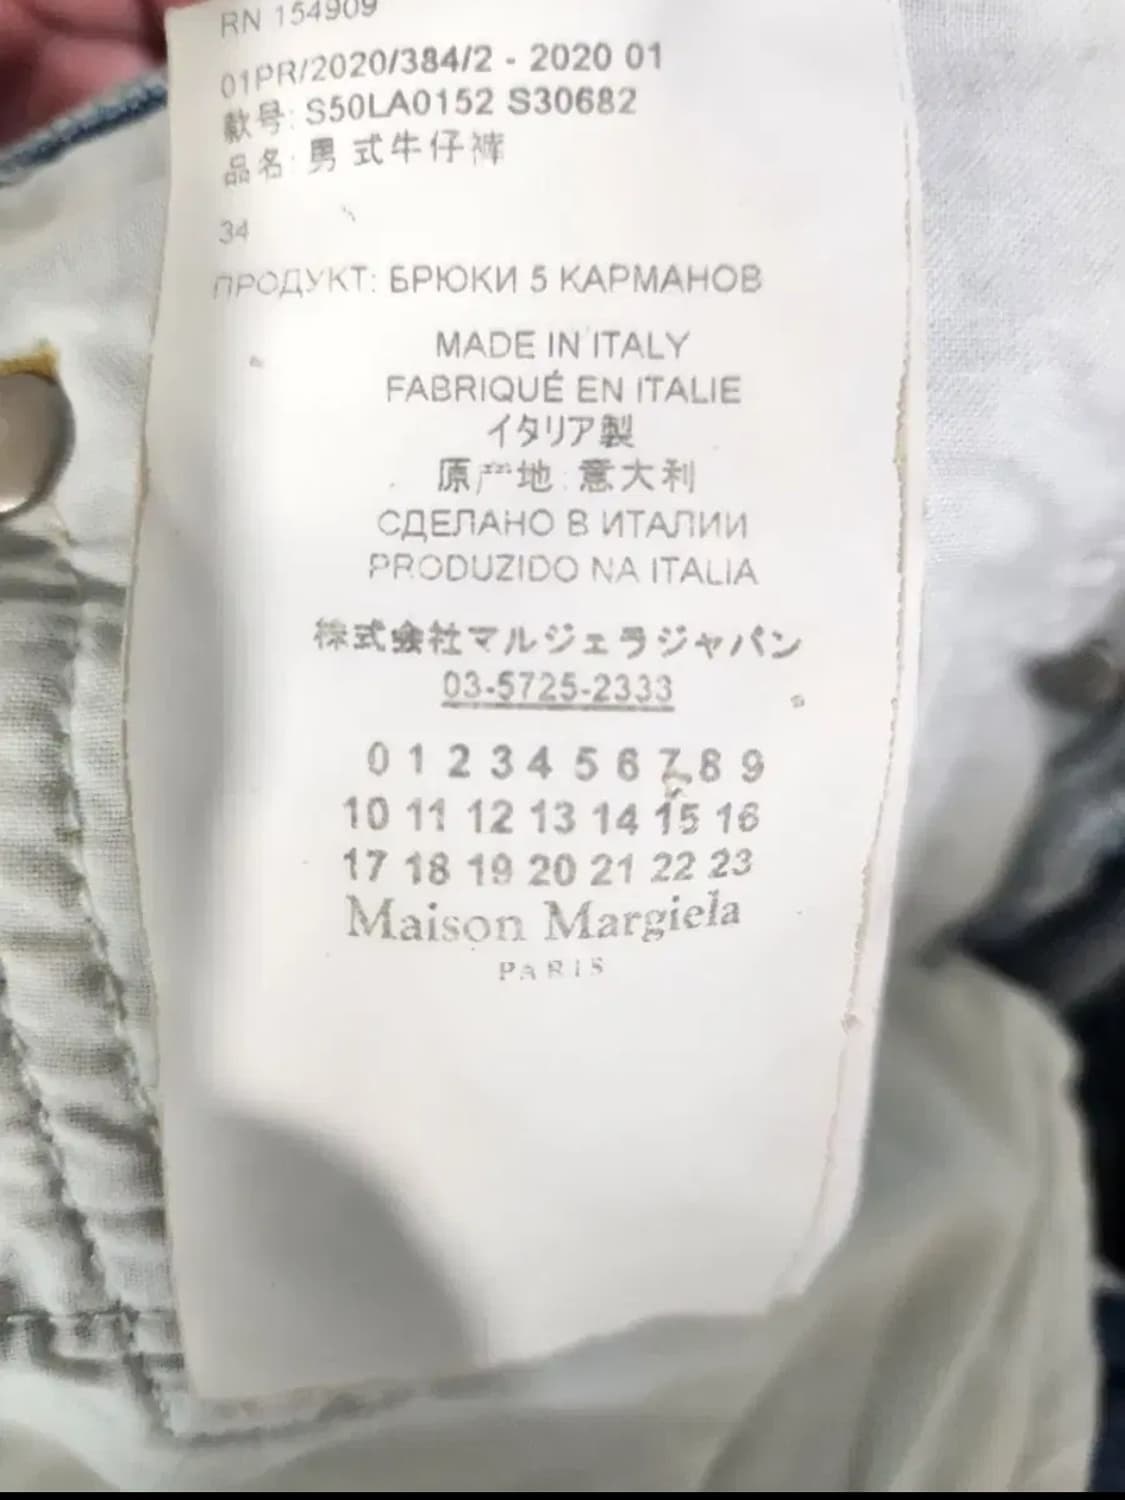 RN 154909
01PR/2020/384/2 - 2020 01
款号: S50LA0152 S30682
品名: 男式牛仔裤
34
ПРОДУКТ: БРЮКИ 5 КАРМАНОВ
MADE IN ITALY
FABRIQUÉ EN ITALIE
イタリア製
原产地: 意大利
СДЕЛАНО В ИТАЛИИ
PRODUZIDO NA ITALIA
株式会社マルジェラジャパン
03-5725-2333
0 1 2 3 4 5 6 7 8 9
10 11 12 13 14 15 16
17 18 19 20 21 22 23
Maison Margiela
PARIS